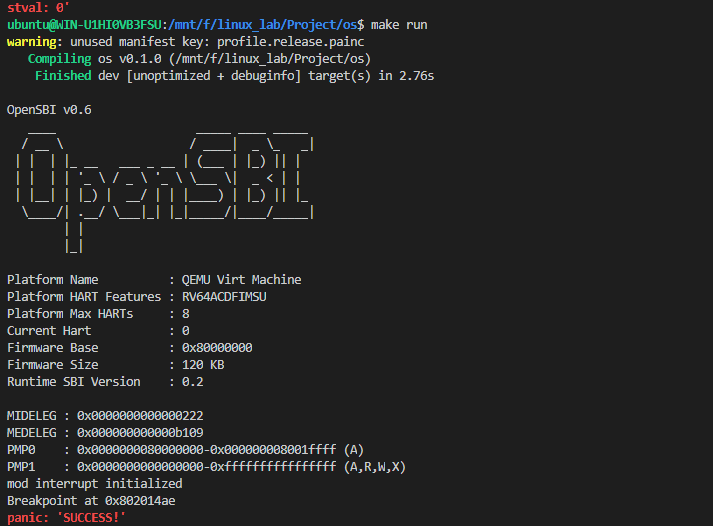 stval: 0'
ubuntu@WIN-U1HI0VB3FSU:/mnt/f/linux_lab/Project/os$ make run
warning: unused manifest key: profile.release.painc
   Compiling os v0.1.0 (/mnt/f/linux_lab/Project/os)
    Finished dev [unoptimized + debuginfo] target(s) in 2.76s

OpenSBI v0.6
   ____                    _____ ____ _____
  / __ \                  / ____|  _ \_   _|
 | |  | |_ __   ___ _ __ | (___ | |_) || |
 | |  | | '_ \ / _ \ '_ \ \___ \|  _ < | |
 | |__| | |_) |  __/ | | |____) | |_) || |_
  \____/| .__/ \___|_| |_|_____/|____/_____|
        | |
        |_|

Platform Name          : QEMU Virt Machine
Platform HART Features : RV64ACDFIMSU
Platform Max HARTs     : 8
Current Hart           : 0
Firmware Base          : 0x80000000
Firmware Size          : 120 KB
Runtime SBI Version    : 0.2

MIDELEG : 0x0000000000000222
MEDELEG : 0x000000000000b109
PMP0    : 0x0000000080000000-0x000000008001ffff (A)
PMP1    : 0x0000000000000000-0xffffffffffffffff (A,R,W,X)
mod interrupt initialized
Breakpoint at 0x802014ae
panic: 'SUCCESS!'